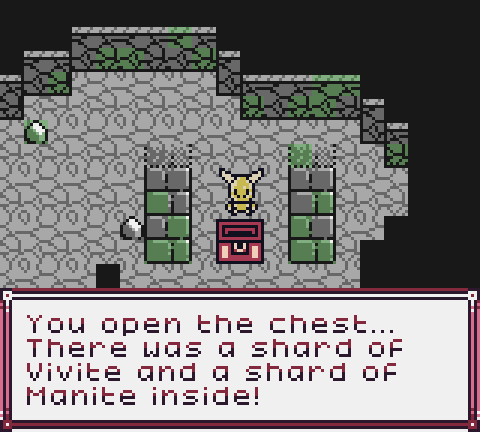 You open the chest...
There was a shard of
Vivite and a shard of
Manite inside!